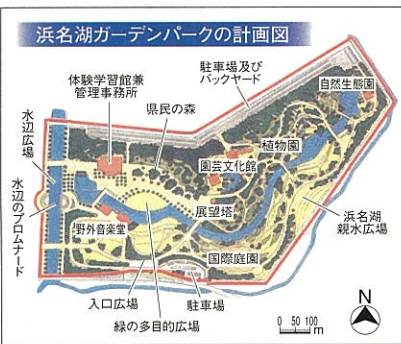 浜名湖ガーデンパークの計画図
駐車場及び
バックヤード
自然生態園
体験学習館兼
管理事務所
県民の森
植物園
水辺広場
園芸文化館
水辺のプロムナード
展望塔
浜名湖
親水広場
野外音楽堂
国際庭園
入口広場
駐車場
緑の多目的広場
0 50 100
m
N